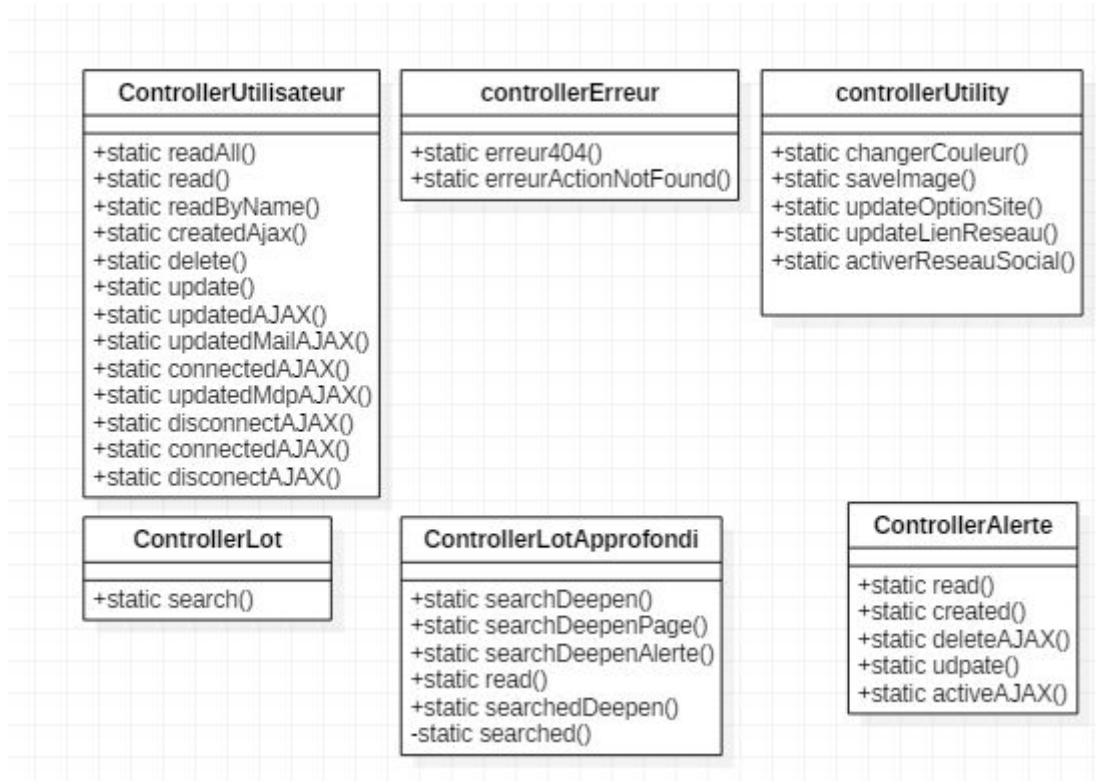 ControllerUtilisateur
+static readAll()
+static read()
+static readByName()
+static createdAjax()
+static delete()
+static update()
+static updatedAJAX()
+static updatedMailAJAX()
+static connectedAJAX()
+static updatedMdpAJAX()
+static disconnectAJAX()
+static connectedAJAX()
+static disconectAJAX()
controllerErreur
+static erreur404()
+static erreurActionNotFound()
controllerUtility
+static changerCouleur()
+static saveImage()
+static updateOptionSite()
+static updateLienReseau()
+static activerReseauSocial()
ControllerLot
+static search()
ControllerLotApprofondi
+static searchDeepen()
+static searchDeepenPage()
+static searchDeepenAlerte()
+static read()
+static searchedDeepen()
-static searched()
ControllerAlerte
+static read()
+static created()
+static deleteAJAX()
+static udpate()
+static activeAJAX()